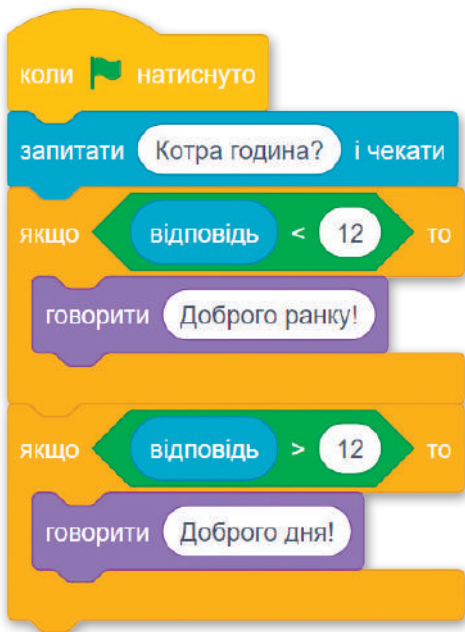 коли натиснуто
запитати Котра година? і чекати
якщо відповідь < 12 то
говорити Доброго ранку!
якщо відповідь > 12 то
говорити Доброго дня!